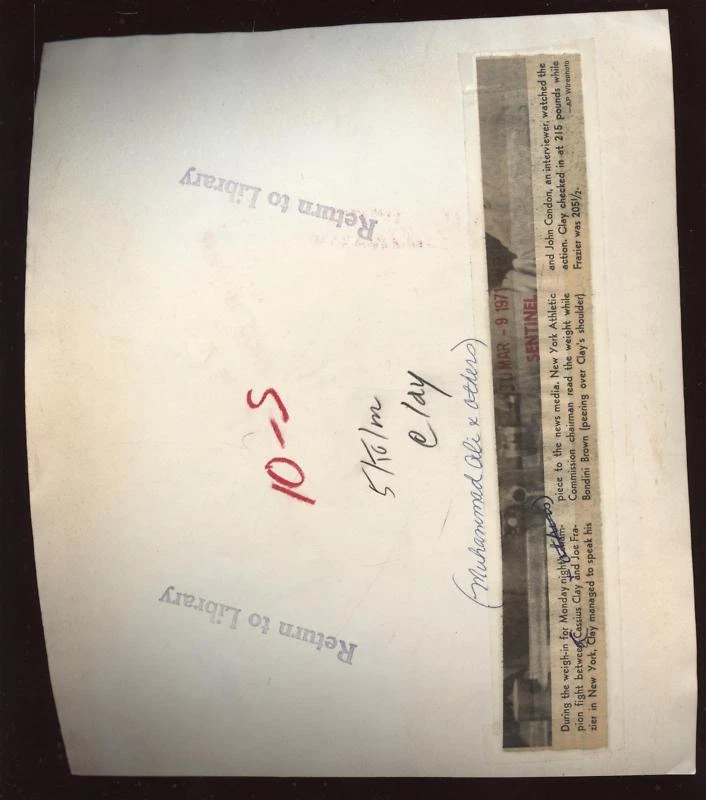 Return to Library
Return to Library
10-S
Clay
(Muhammad Ali & others)
MAR - 9 1971
SENTINEL
During the weigh-in for Monday night
pion fight between Cassius Clay and Joe Fra-
zier in New York, Clay managed to speak his
piece to the news media. New York Athletic
Commission chairman read the weight while
Bondini Brown (peering over Clay's shoulder)
and John Condon, an interviewer, watched the
action. Clay checked in at 215 pounds while
Frazier was 205½.
—AP Wirephoto